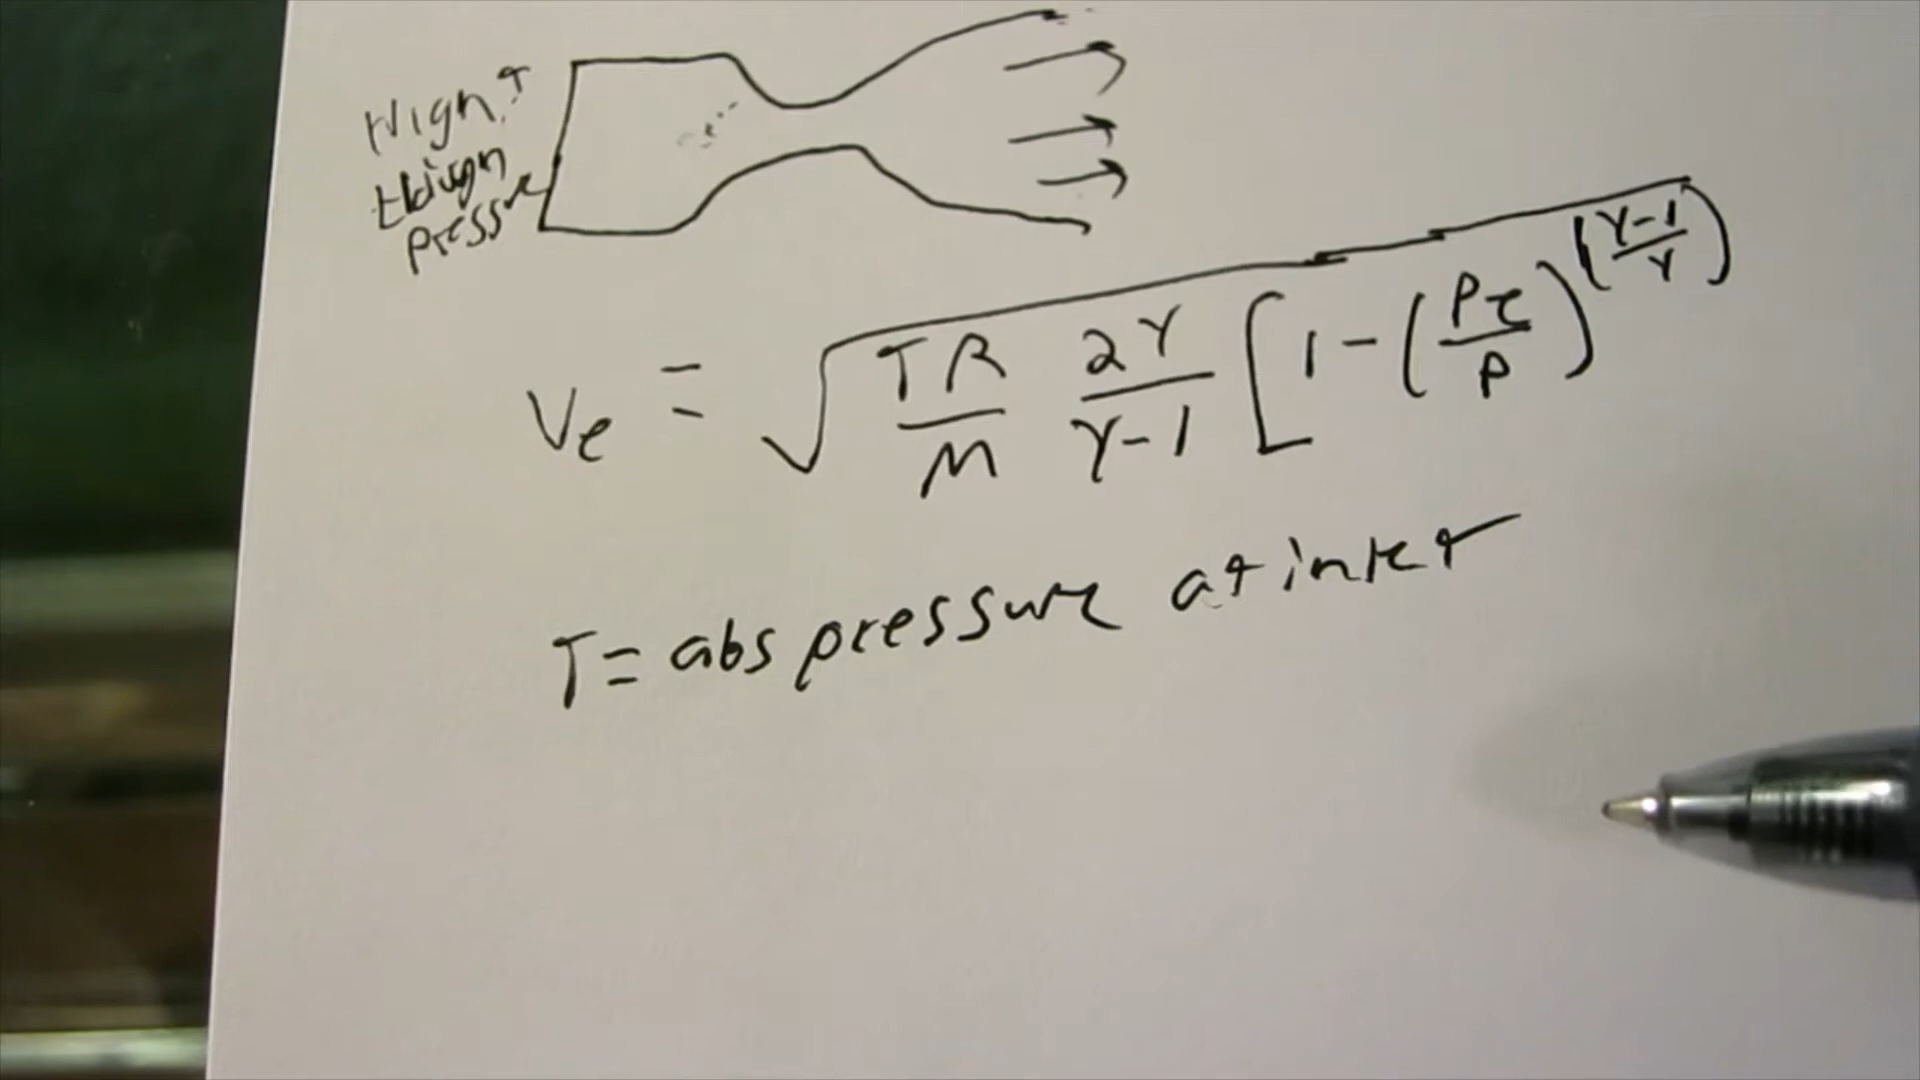 High T
High
pressure
Ve = √ TR/M 2γ/γ-1 [1-(Pe/P)^(γ-1/γ)
T= abs pressure at inlet